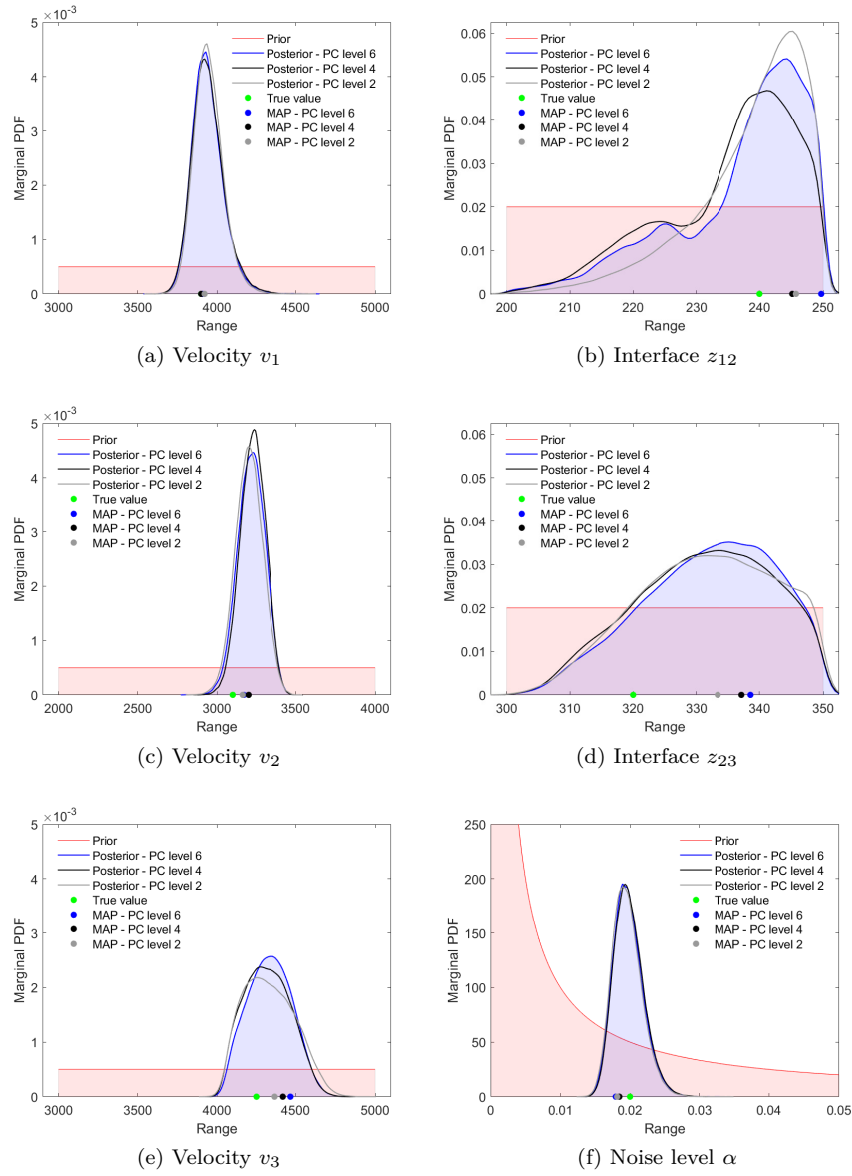 ×10⁻³
5
4
3
2
1
0
Marginal PDF
Prior
Posterior - PC level 6
Posterior - PC level 4
Posterior - PC level 2
True value
MAP - PC level 6
MAP - PC level 4
MAP - PC level 2
3000 3500 4000 4500 5000
Range
(a) Velocity v₁
0.06
0.05
0.04
0.03
0.02
0.01
0
Marginal PDF
Prior
Posterior - PC level 6
Posterior - PC level 4
Posterior - PC level 2
True value
MAP - PC level 6
MAP - PC level 4
MAP - PC level 2
200 210 220 230 240 250
Range
(b) Interface z₁₂
×10⁻³
5
4
3
2
1
0
Marginal PDF
Prior
Posterior - PC level 6
Posterior - PC level 4
Posterior - PC level 2
True value
MAP - PC level 6
MAP - PC level 4
MAP - PC level 2
2000 2500 3000 3500 4000
Range
(c) Velocity v₂
0.06
0.05
0.04
0.03
0.02
0.01
0
Marginal PDF
Prior
Posterior - PC level 6
Posterior - PC level 4
Posterior - PC level 2
True value
MAP - PC level 6
MAP - PC level 4
MAP - PC level 2
300 310 320 330 340 350
Range
(d) Interface z₂₃
×10⁻³
5
4
3
2
1
0
Marginal PDF
Prior
Posterior - PC level 6
Posterior - PC level 4
Posterior - PC level 2
True value
MAP - PC level 6
MAP - PC level 4
MAP - PC level 2
3000 3500 4000 4500 5000
Range
(e) Velocity v₃
250
200
150
100
50
0
Marginal PDF
Prior
Posterior - PC level 6
Posterior - PC level 4
Posterior - PC level 2
True value
MAP - PC level 6
MAP - PC level 4
MAP - PC level 2
0 0.01 0.02 0.03 0.04 0.05
Range
(f) Noise level α